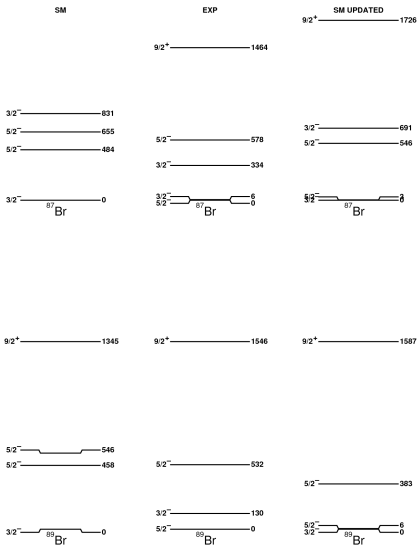 SM EXP SM UPDATED
9/2+ 1726
9/2+ 1464
3/2− 831
3/2− 691
5/2− 655
5/2− 578
5/2− 546
5/2− 484
3/2− 334
3/2− 6
5/2− 3/2− 0
3/2− 0 5/2− 0
87Br 87Br 87Br
9/2+ 1345 9/2+ 1546 9/2+ 1587
5/2− 546
5/2− 458 5/2− 532
5/2− 383
3/2− 130
5/2− 6
3/2− 0 5/2− 0 3/2− 0
89Br 89Br 89Br